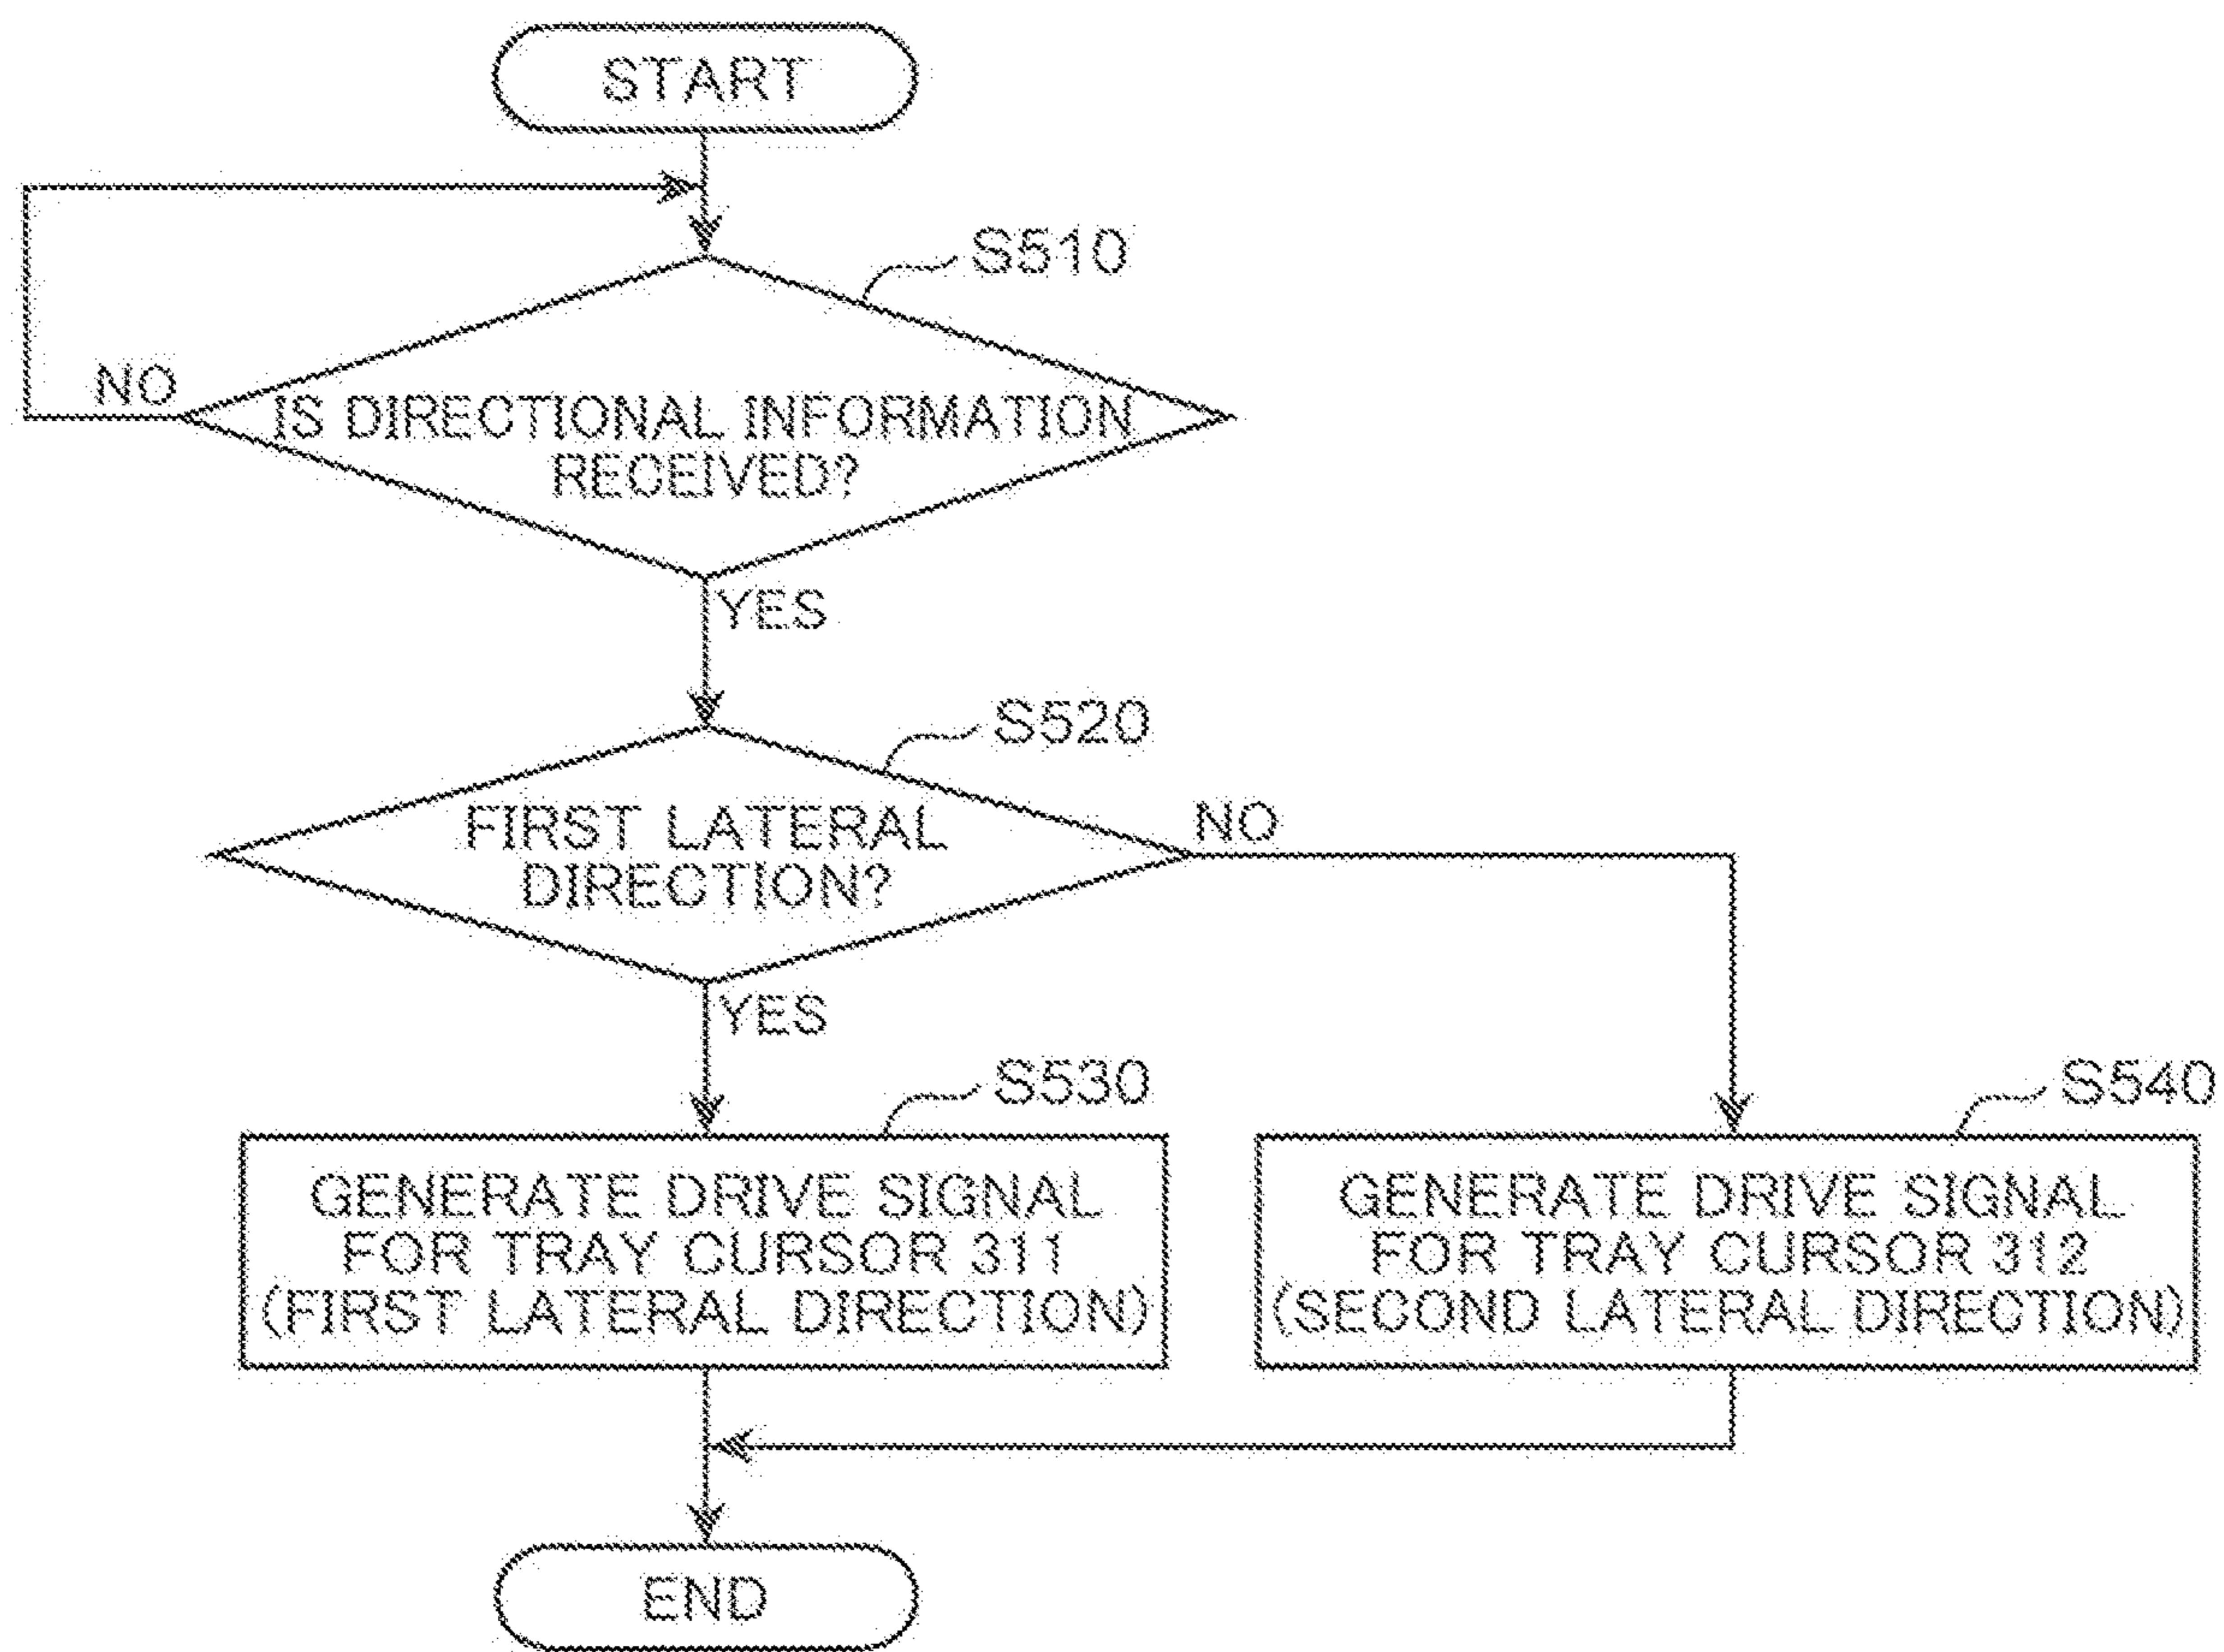 START
S510
NO
IS DIRECTIONAL INFORMATION
RECEIVED?
YES
S520
FIRST LATERAL
DIRECTION?
NO
YES
S530
S540
GENERATE DRIVE SIGNAL
FOR TRAY CURSOR 311
(FIRST LATERAL DIRECTION)
GENERATE DRIVE SIGNAL
FOR TRAY CURSOR 312
(SECOND LATERAL DIRECTION)
END